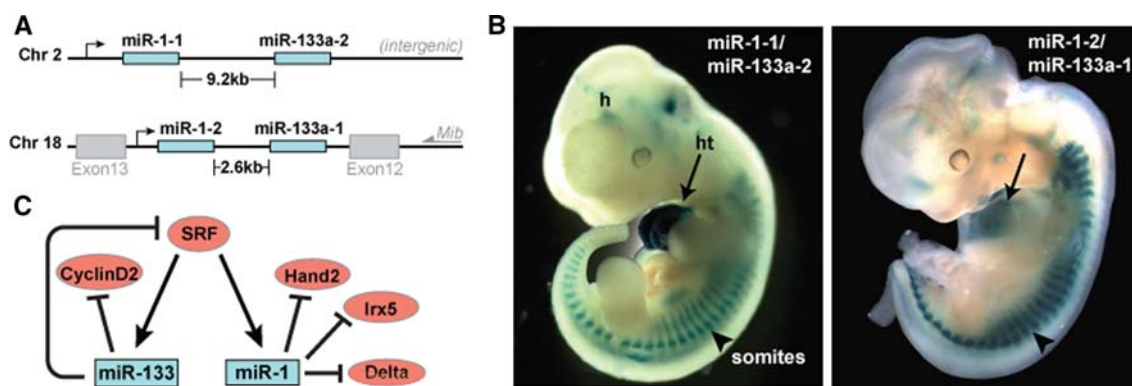 A
miR-1-1 miR-133a-2 (intergenic)
Chr 2
9.2kb
miR-1-2 miR-133a-1 Mib
Chr 18
Exon13 2.6kb Exon12
B
miR-1-1/
miR-133a-2
h
ht
somites
miR-1-2/
miR-133a-1
C
SRF
CyclinD2 Hand2
Irx5
miR-133 miR-1 Delta